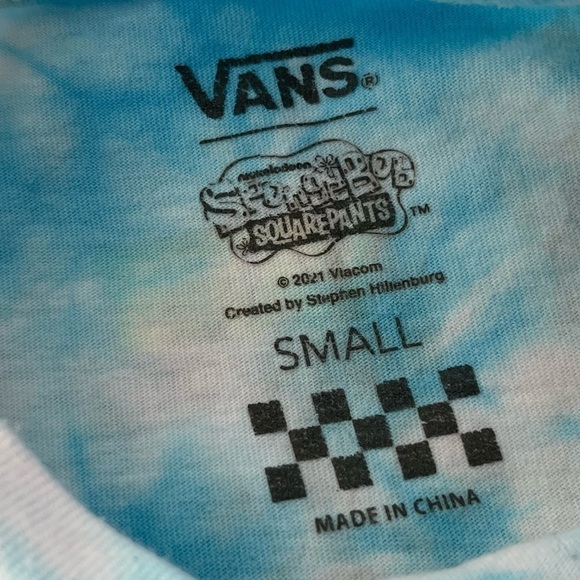 VANS®
nickelodeon
SPONGEBOB
SQUAREPANTS™
© 2021 Viacom
Created by Stephen Hillenburg
SMALL
MADE IN CHINA